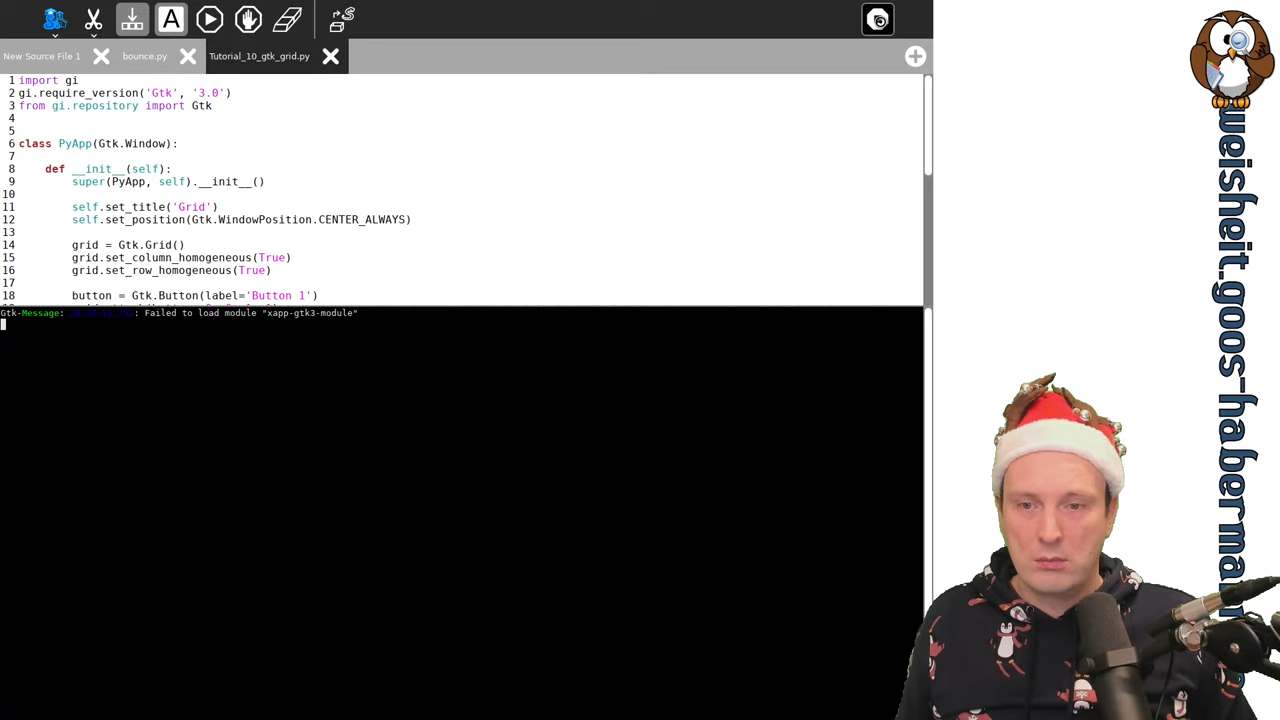 New Source File 1
bounce.py
Tutorial_10_gtk_grid.py
1 import gi
2 gi.require_version('Gtk', '3.0')
3 from gi.repository import Gtk
4
5
6 class PyApp(Gtk.Window):
7
8 def __init__(self):
9 super(PyApp, self).__init__()
10
11 self.set_title('Grid')
12 self.set_position(Gtk.WindowPosition.CENTER_ALWAYS)
13
14 grid = Gtk.Grid()
15 grid.set_column_homogeneous(True)
16 grid.set_row_homogeneous(True)
17
18 button = Gtk.Button(label='Button 1')
Gtk-Message: : Failed to load module "xapp-gtk3-module"